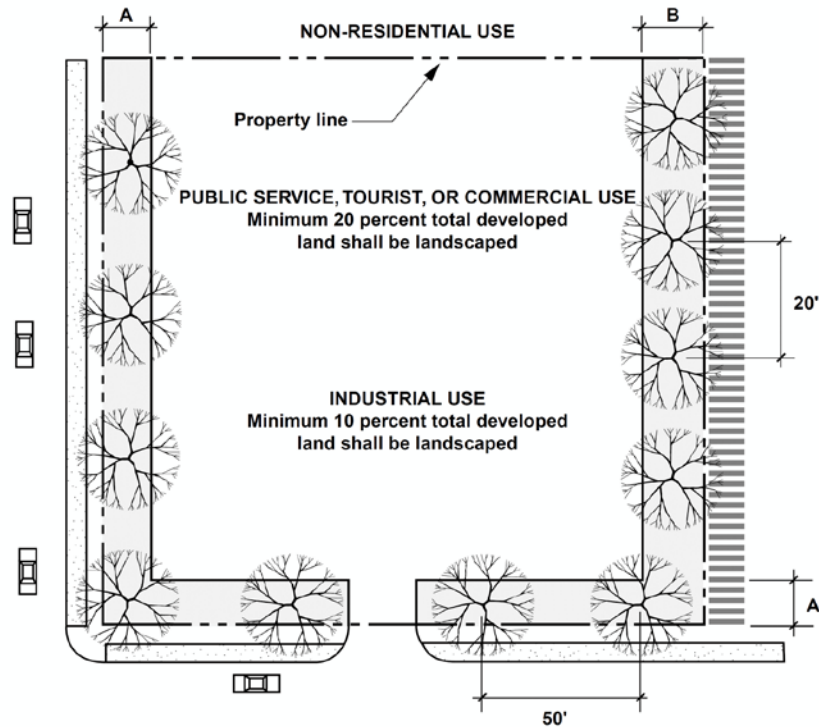 A
B
NON-RESIDENTIAL USE
Property line
PUBLIC SERVICE, TOURIST, OR COMMERCIAL USE
Minimum 20 percent total developed
land shall be landscaped
20'
INDUSTRIAL USE
Minimum 10 percent total developed
land shall be landscaped
A
50'